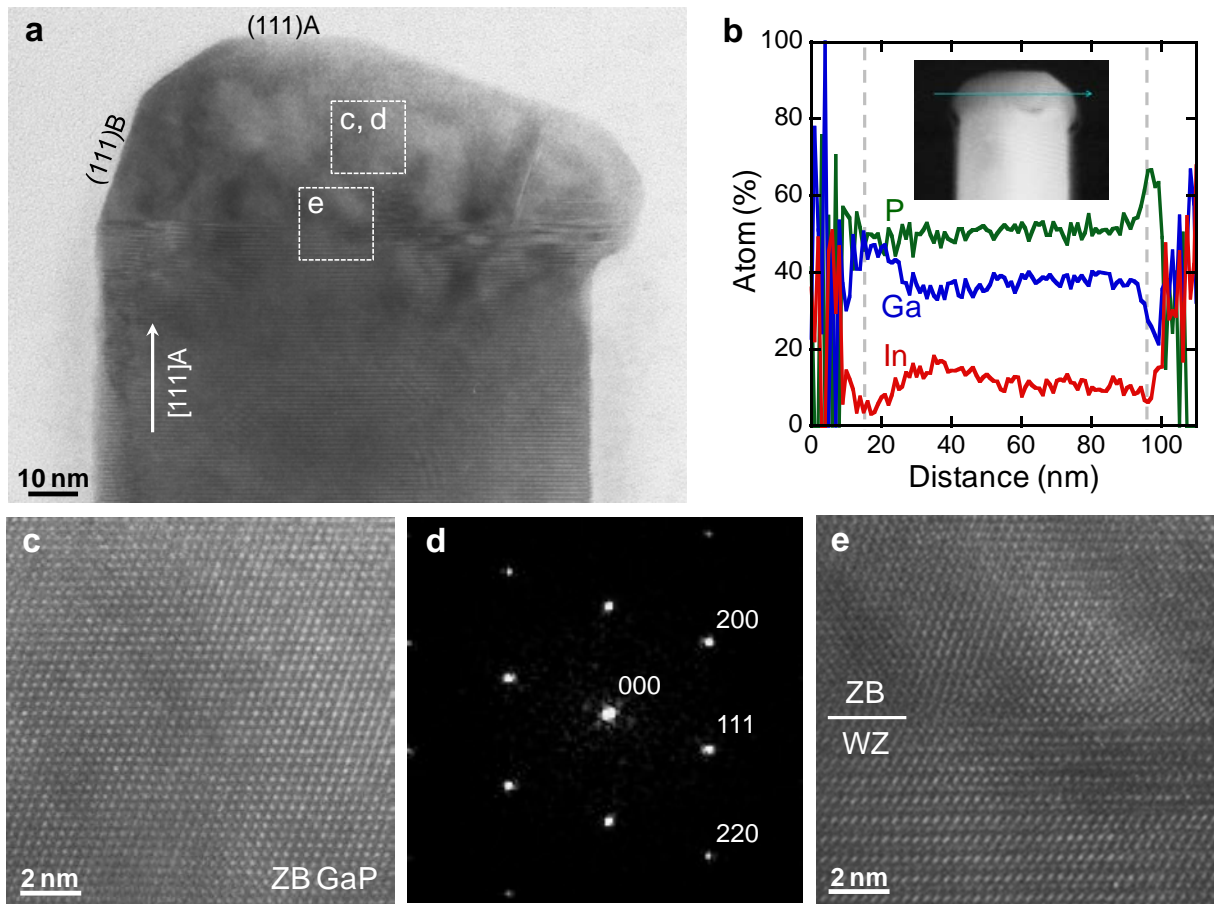 a
(111)A
(111)B
c, d
e
[111]A
10 nm
b
100
80
60
40
20
0
Atom (%)
P
Ga
In
0 20 40 60 80 100
Distance (nm)
c
2 nm
ZB GaP
d
200
000
111
220
e
ZB
WZ
2 nm